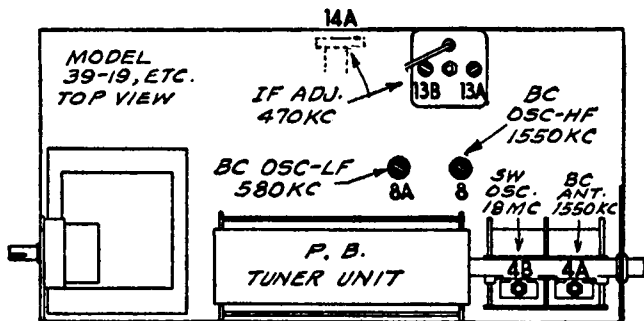 14A
MODEL
39-19, ETC.
TOP VIEW
IF ADJ.
470KC
13B
13A
BC
OSC-HF
1550KC
BC OSC-LF
580KC
8A
8
SW
OSC.
18MC
BC
ANT.
1550KC
P. B.
TUNER UNIT
4B
4A